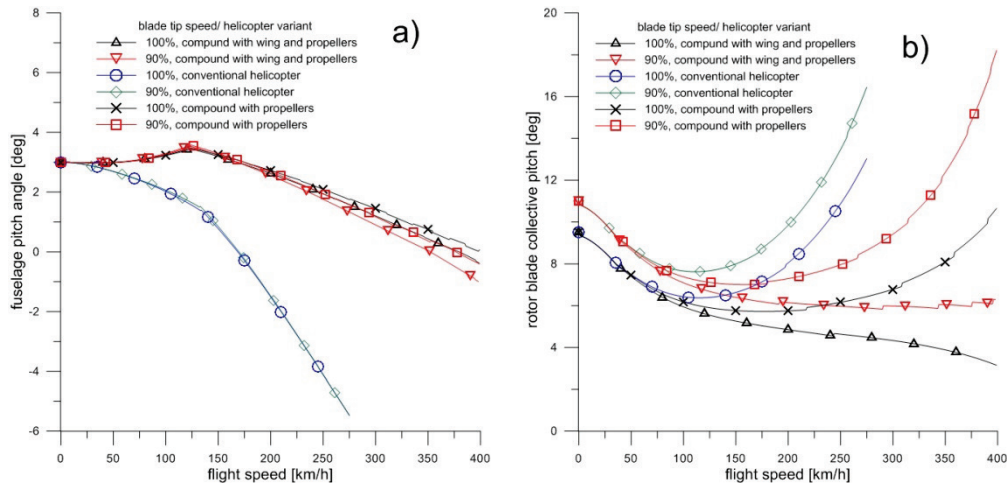 blade tip speed/ helicopter variant
100%, compund with wing and propellers
90%, compound with wing and propellers
100%, conventional helicopter
90%, conventional helicopter
100%, compound with propellers
90%, compound with propellers
a)
fuselage pitch angle [deg]
8
6
4
2
0
-2
-4
-6
0
50
100
150
200
250
300
350
400
flight speed [km/h]
blade tip speed/ helicopter variant
100%, compund with wing and propellers
90%, compound with wing and propellers
100%, conventional helicopter
90%, conventional helicopter
100%, compound with propellers
90%, compound with propellers
b)
rotor blade collective pitch [deg]
20
16
12
8
4
0
0
50
100
150
200
250
300
350
400
flight speed [km/h]